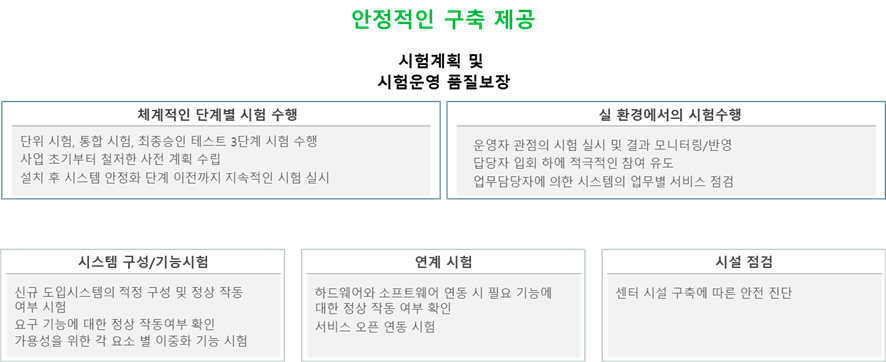 안정적인 구축 제공
시험계획 및
시험운영 품질보장
체계적인 단계별 시험 수행
단위 시험, 통합 시험, 최종승인 테스트 3단계 시험 수행
사업 초기부터 철저한 사전 계획 수립
설치 후 시스템 안정화 단계 이전까지 지속적인 시험 실시
실 환경에서의 시험수행
운영자 관점의 시험 실시 및 결과 모니터링/반영
답당자 입회 하에 적극적인 참여 유도
업무담당자에 의한 시스템의 업무별 서비스 점검
시스템 구성/기능시험
신규 도입시스템의 적정 구성 및 정상 작동
여부 시험
요구 기능에 대한 정상 작동여부 확인
가용성을 위한 각 요소 별 이중화 기능 시험
연계 시험
하드웨어와 소프트웨어 연동 시 필요 기능에
대한 정상 작동 여부 확인
서비스 오픈 연동 시험
시설 점검
센터 시설 구축에 따른 안전 진단